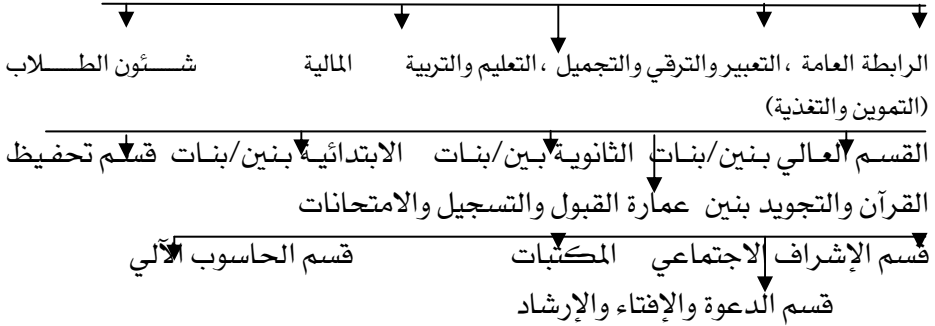 الرابطة العامة ،التعبير والترقي والتجميل ،التعليم والتربية المالية شئون الطلاب
(التموين والتغذية)
القسم العالي بنين/بنات الثانوية بين/بنات الابتدائية بنين/بنات قسم تحفيظ
القرآن والتجويد بنين عمارة القبول والتسجيل والامتحانات
قسم الإشراف الاجتماعي المكتبات قسم الحاسوب الآلي
قسم الدعوة والإفتاء والإرشاد